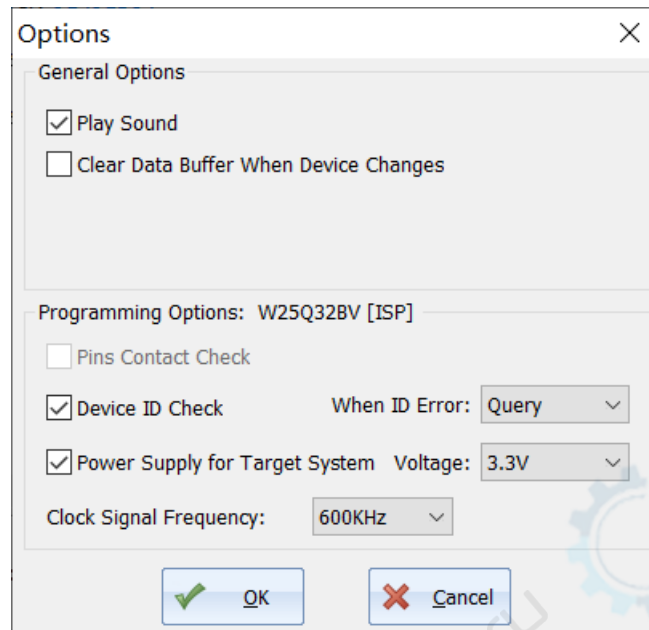 Options
General Options
Play Sound
Clear Data Buffer When Device Changes
Programming Options: W25Q32BV [ISP]
Pins Contact Check
Device ID Check When ID Error: Query
Power Supply for Target System Voltage: 3.3V
Clock Signal Frequency: 600KHz
OK Cancel